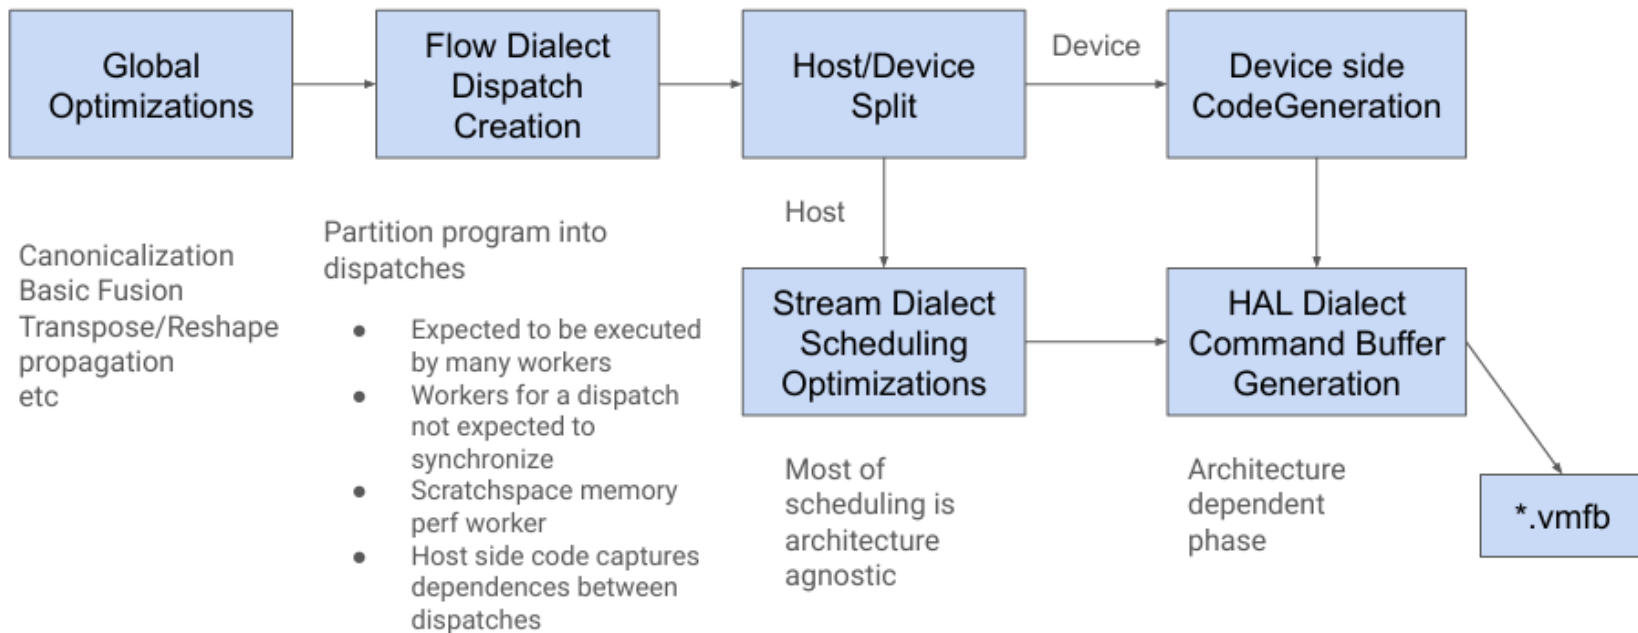 Global
Optimizations
Flow Dialect
Dispatch
Creation
Host/Device
Split
Device
Device side
CodeGeneration
Host
Canonicalization
Basic Fusion
Transpose/Reshape
propagation
etc
Partition program into
dispatches
● Expected to be executed
by many workers
● Workers for a dispatch
not expected to
synchronize
● Scratchspace memory
perf worker
● Host side code captures
dependences between
dispatches
Stream Dialect
Scheduling
Optimizations
HAL Dialect
Command Buffer
Generation
Most of
scheduling is
architecture
agnostic
Architecture
dependent
phase
*.vmfb